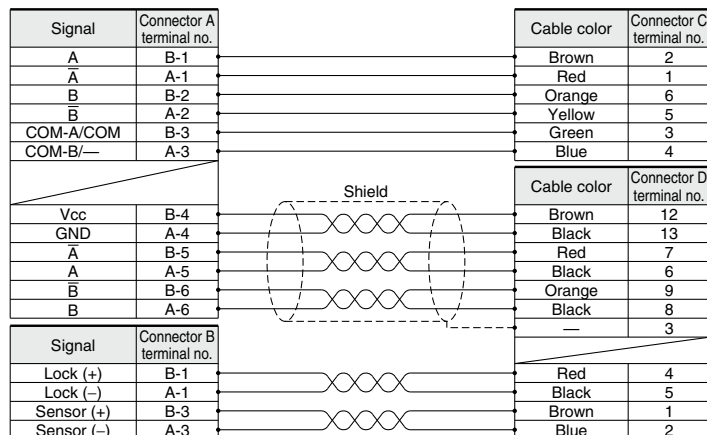 Signal Connector A terminal no. Cable color Connector C terminal no.
A B-1 Brown 2
A̅ A-1 Red 1
B B-2 Orange 6
B̅ A-2 Yellow 5
COM-A/COM B-3 Green 3
COM-B/— A-3 Blue 4
Cable color Connector D terminal no.
Shield
Vcc B-4 Brown 12
GND A-4 Black 13
A̅ B-5 Red 7
A A-5 Black 6
B̅ B-6 Orange 9
B A-6 Black 8
— 3
Signal Connector B terminal no.
Lock (+) B-1 Red 4
Lock (–) A-1 Black 5
Sensor (+) B-3 Brown 1
Sensor (–) A-3 Blue 2